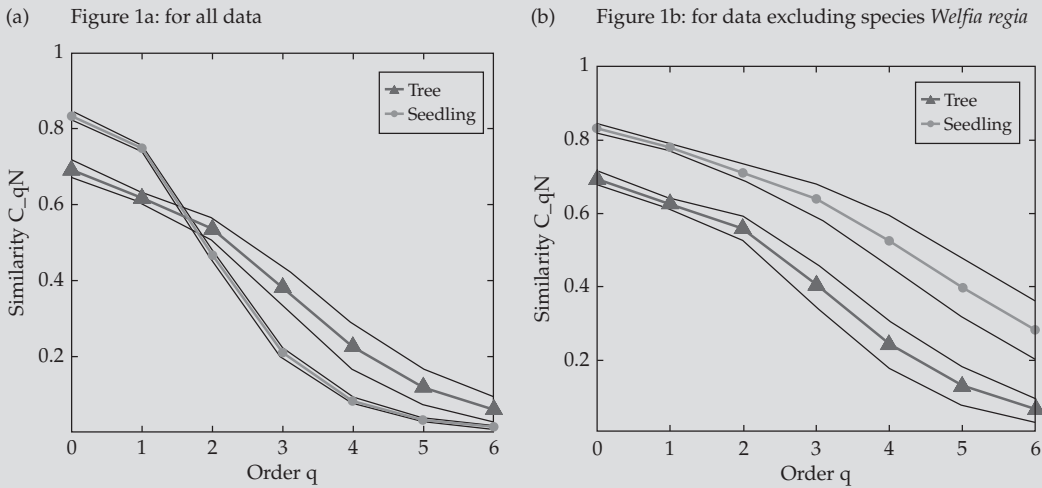 (a) Figure 1a: for all data
1
0.8
0.6
0.4
0.2
0 1 2 3 4 5 6
Order q
Similarity C_qN
Tree
Seedling
(b) Figure 1b: for data excluding species Welfia regia
1
0.8
0.6
0.4
0.2
0 1 2 3 4 5 6
Order q
Similarity C_qN
Tree
Seedling